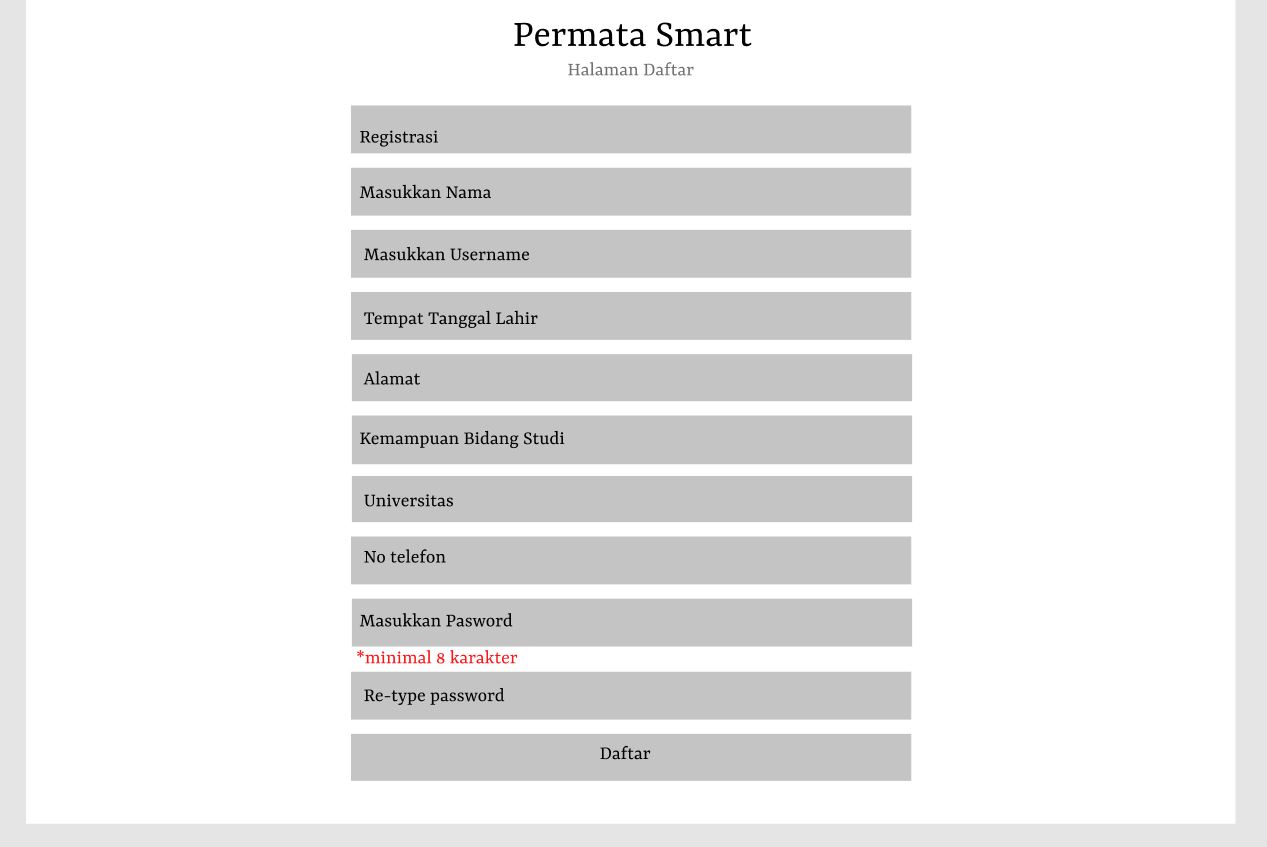 Permata Smart
Halaman Daftar
Registrasi
Masukkan Nama
Masukkan Username
Tempat Tanggal Lahir
Alamat
Kemampuan Bidang Studi
Universitas
No telefon
Masukkan Pasword
*minimal 8 karakter
Re-type password
Daftar